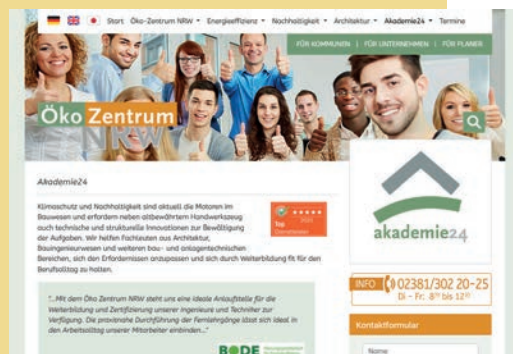 Start Öko-Zentrum NRW Energieeffizienz Nachhaltigkeit Architektur Akademie24 Termine
FÜR KOMMUNEN | FÜR UNTERNEHMEN | FÜR PLANER
Öko Zentrum
NRW
Akademie24
Klimaschutz und Nachhaltigkeit sind aktuell die Motoren im
Bauwesen und erfordern neben altbewährtem Handwerkszeug
auch technische und strukturelle Innovationen zur Bewältigung
der Aufgaben. Wir helfen Fachleuten aus Architektur,
Bauingenieurwesen und weiteren bau- und anlagentechnischen
Bereichen, sich den Erfordernissen anzupassen und sich durch Weiterbildung fit für den
Berufsalltag zu halten.
Top
Dienstleister
"...Mit dem Öko Zentrum NRW steht uns eine ideale Anlaufstelle für die
Weiterbildung und Zertifizierung unserer Ingenieure und Techniker zur
Verfügung. Die praxisnahe Durchführung der Fernlehrgänge lässt sich ideal in
den Arbeitsalltag unserer Mitarbeiter einbinden..."
BODE
akademie24
INFO 02381/302 20-25
Di – Fr: 8³⁰ bis 12³⁰
Kontaktformular
Name